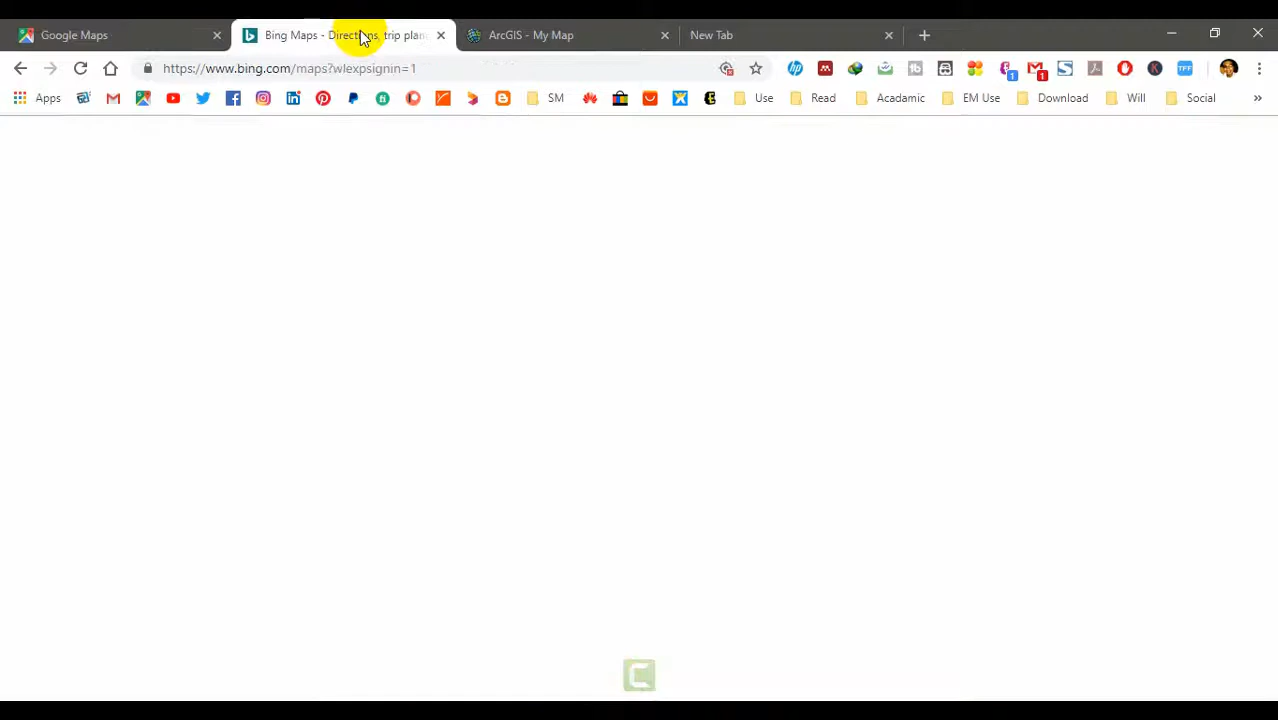 Google Maps
Bing Maps - Directions, trip plan
ArcGIS - My Map
New Tab
https://www.bing.com/maps?wlexpsignin=1
Apps
SM
Use
Read
Acadamic
EM Use
Download
Will
Social